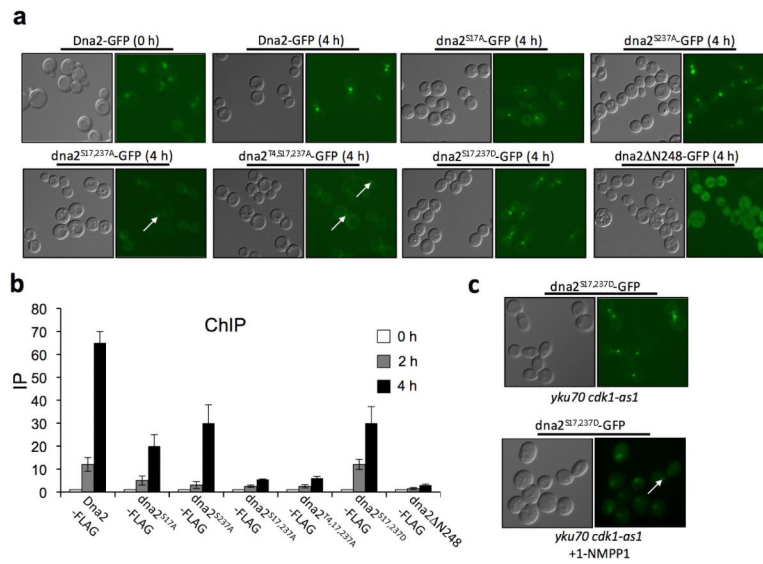 a
Dna2-GFP (0 h) Dna2-GFP (4 h) dna2S17A-GFP (4 h) dna2S237A-GFP (4 h)
dna2S17,237A-GFP (4 h) dna2T4,S17,237A-GFP (4 h) dna2S17,237D-GFP (4 h) dna2ΔN248-GFP (4 h)
b
ChIP
IP
80
70
60
50
40
30
20
10
0
0 h
2 h
4 h
Dna2
-FLAG
dna2S17A
-FLAG
dna2S237A
-FLAG
dna2S17,237A
-FLAG
dna2T4,17,237A
-FLAG
dna2S17,237D
-FLAG
dna2ΔN248
-FLAG
c
dna2S17,237D-GFP
yku70 cdk1-as1
dna2S17,237D-GFP
yku70 cdk1-as1
+1-NMPP1